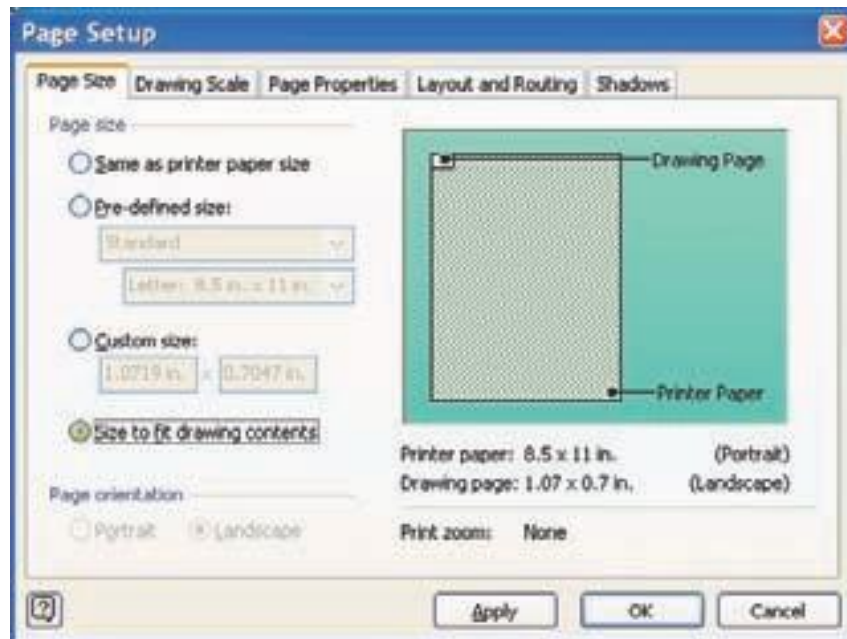 Page Setup
Page Size Drawing Scale Page Properties Layout and Routing Shadows
Page size
Same as printer paper size
Pre-defined size:
Standard
Letter: 8.5 in. x 11 in.
Custom size:
1.0719 in. x 0.7047 in.
Size to fit drawing contents
Page orientation
Portrait Landscape
Drawing Page
Printer Paper
Printer paper: 8.5 x 11 in. (Portrait)
Drawing page: 1.07 x 0.7 in. (Landscape)
Print zoom: None
?
Apply OK Cancel